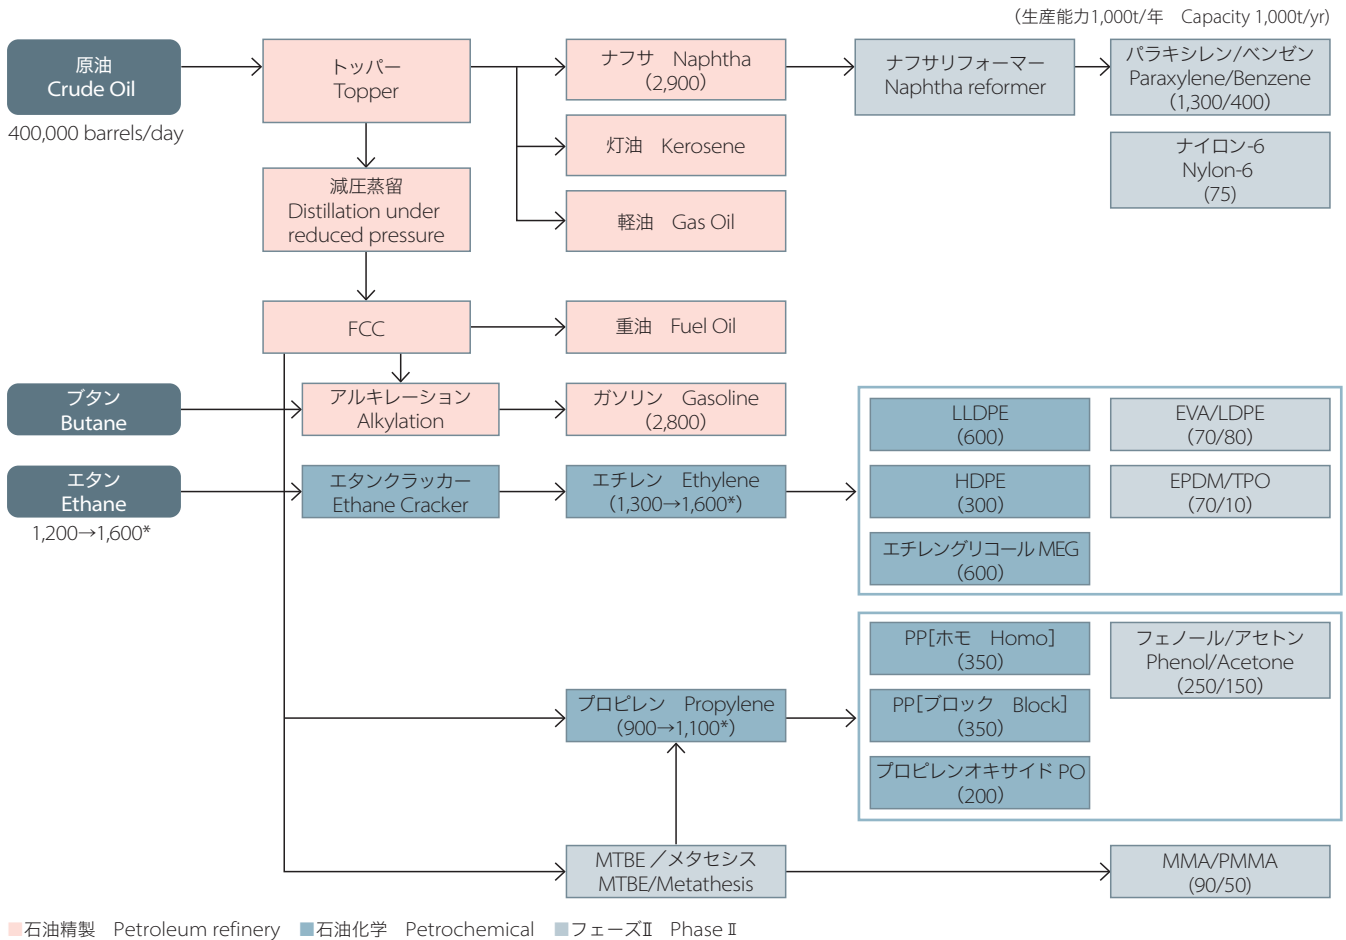 （生産能力1,000t/年　Capacity 1,000t/yr)
原油
Crude Oil
400,000 barrels/day
トッパー
Topper
ナフサ　Naphtha
（2,900）
ナフサリフォーマー
Naphtha reformer
パラキシレン/ベンゼン
Paraxylene/Benzene
（1,300/400）
灯油　Kerosene
ナイロン-6
Nylon-6
（75）
減圧蒸留
Distillation under
reduced pressure
軽油　Gas Oil
FCC
重油　Fuel Oil
ブタン
Butane
アルキレーション
Alkylation
ガソリン　Gasoline
（2,800）
LLDPE
（600）
EVA/LDPE
（70/80）
エタン
Ethane
1,200→1,600*
エタンクラッカー
Ethane Cracker
エチレン　Ethylene
（1,300→1,600*）
HDPE
（300）
EPDM/TPO
（70/10）
エチレングリコール MEG
（600）
PP[ホモ　Homo]
（350）
フェノール/アセトン
Phenol/Acetone
（250/150）
プロピレン　Propylene
（900→1,100*）
PP[ブロック　Block]
（350）
プロピレンオキサイド PO
（200）
MTBE／メタセシス
MTBE/Metathesis
MMA/PMMA
（90/50）
石油精製　Petroleum refinery　石油化学　Petrochemical　フェーズⅡ　Phase Ⅱ